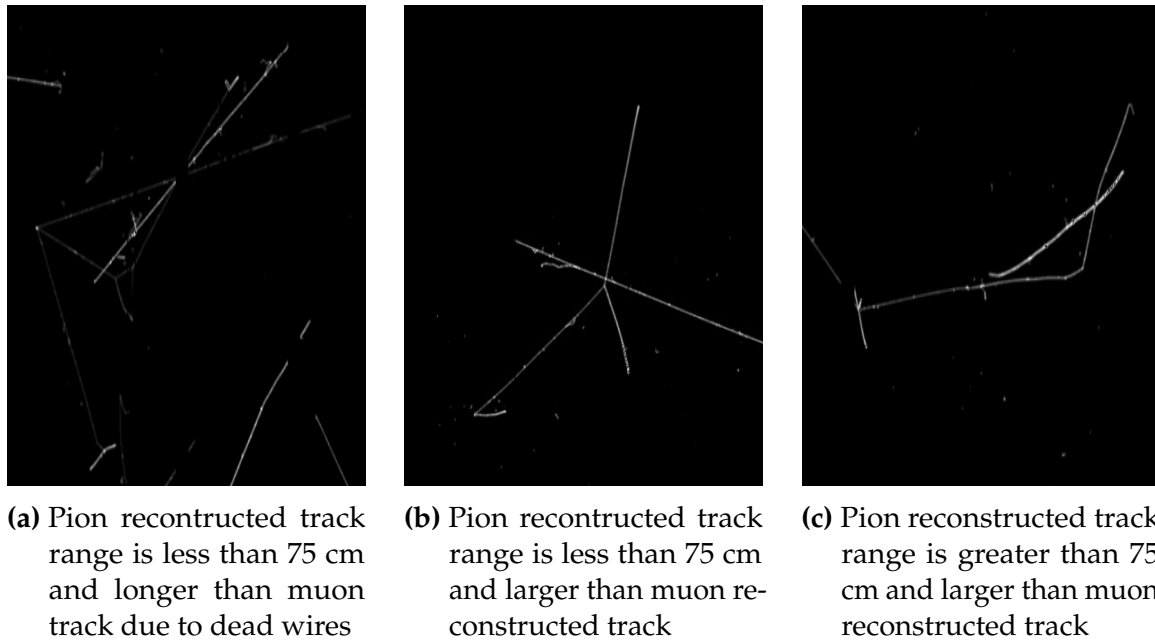 (a) Pion recontructed track
range is less than 75 cm
and longer than muon
track due to dead wires
(b) Pion recontructed track
range is less than 75 cm
and larger than muon re-
constructed track
(c) Pion reconstructed track
range is greater than 75
cm and larger than muon
reconstructed track